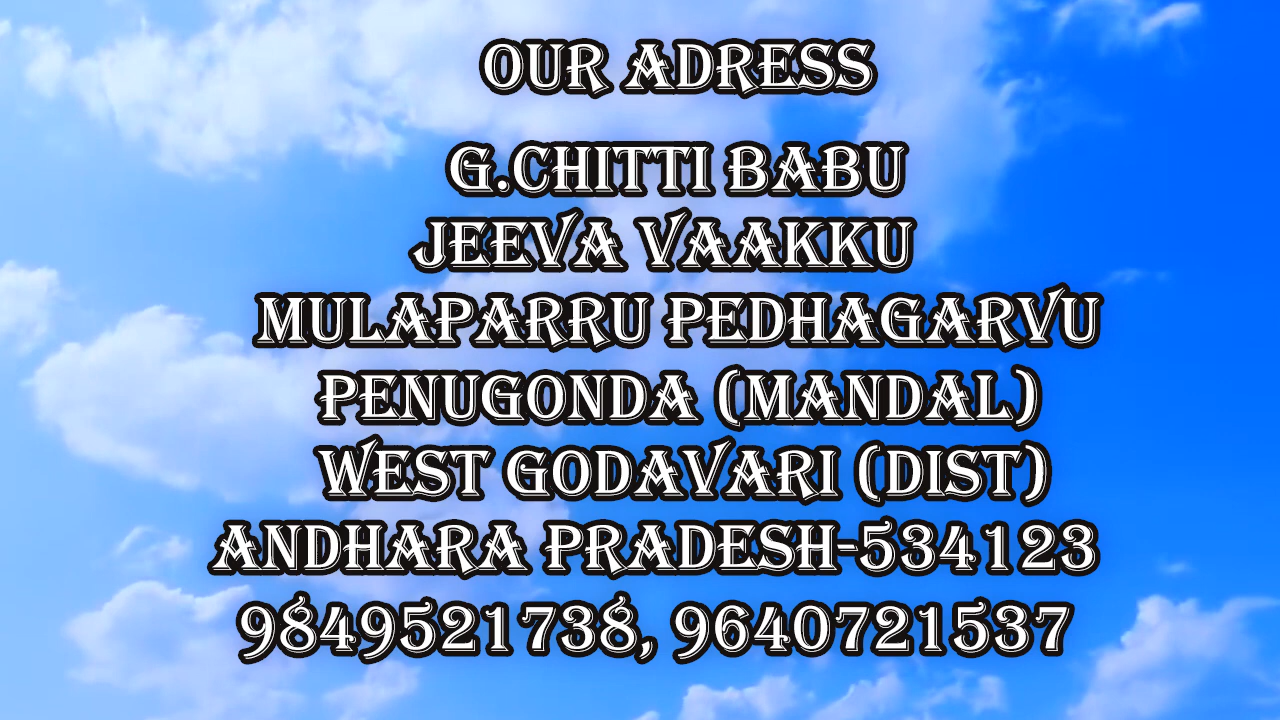 OUR ADRESS
G.CHITTI BABU
JEEVA VAAKKU
MULAPARRU PEDHAGARVU
PENUGONDA (MANDAL)
WEST GODAVARI (DIST)
ANDHARA PRADESH-534123
9849521738, 9640721537